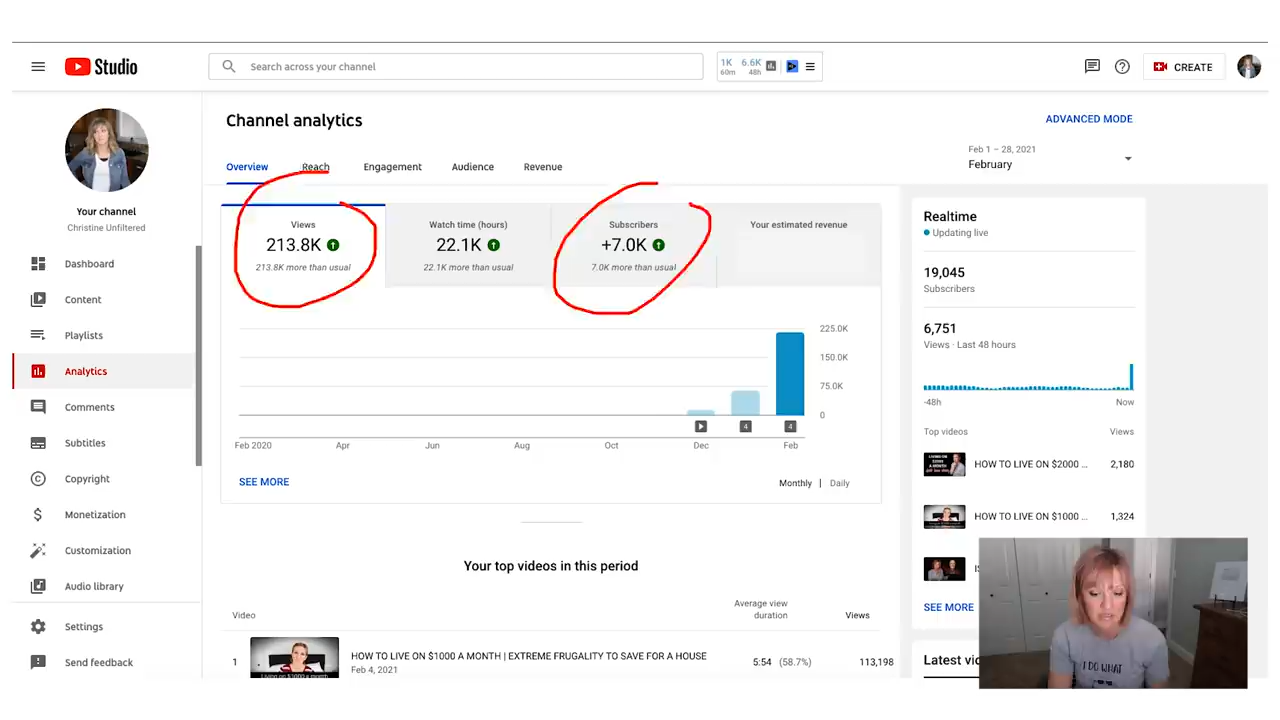 Studio
Search across your channel
1K 6.6K
60m 48h
CREATE
Your channel
Christine Unfiltered
Dashboard
Content
Playlists
Analytics
Comments
Subtitles
Copyright
Monetization
Customization
Audio library
Settings
Send feedback
Channel analytics
ADVANCED MODE
Feb 1 – 28, 2021
February
Overview Reach Engagement Audience Revenue
Views
213.8K
213.8K more than usual
Watch time (hours)
22.1K
22.1K more than usual
Subscribers
+7.0K
7.0K more than usual
Your estimated revenue
225.0K
150.0K
75.0K
0
4 4
Feb 2020 Apr Jun Aug Oct Dec Feb
SEE MORE
Monthly | Daily
Your top videos in this period
Video Average view duration Views
1 HOW TO LIVE ON $1000 A MONTH | EXTREME FRUGALITY TO SAVE FOR A HOUSE 5:54 (58.7%) 113,198
Feb 4, 2021
Living on $1000 a month
Realtime
Updating live
19,045
Subscribers
6,751
Views · Last 48 hours
-48h Now
Top videos Views
HOW TO LIVE ON $2000 ... 2,180
HOW TO LIVE ON $1000 ... 1,324
SEE MORE
Latest
I DO WHAT